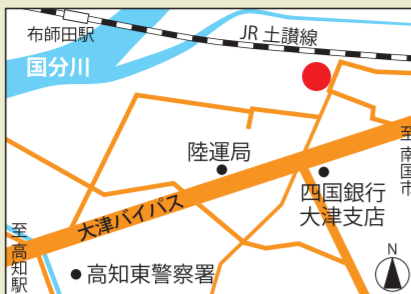 布師田駅
JR 土讃線
国分川
陸運局
至 南国市
四国銀行
大津支店
大津バイパス
至 高知駅
高知東警察署
N